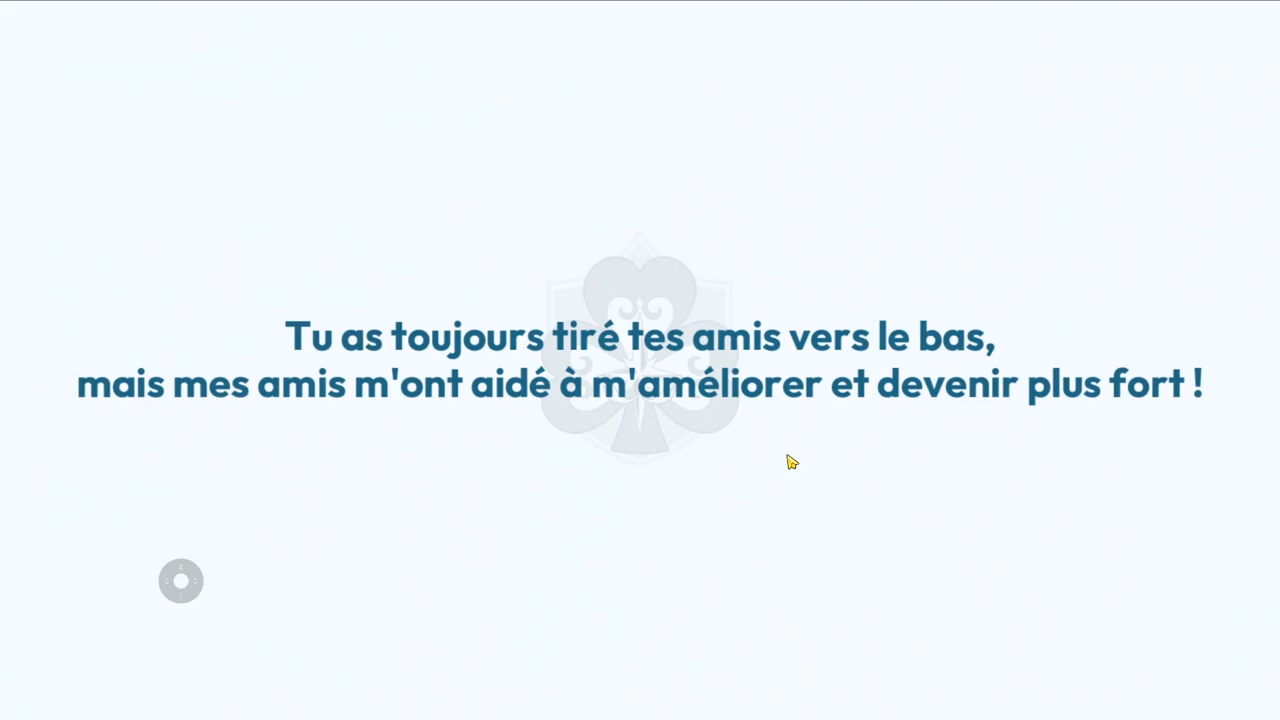 Tu as toujours tiré tes amis vers le bas,
mais mes amis m'ont aidé à m'améliorer et devenir plus fort !